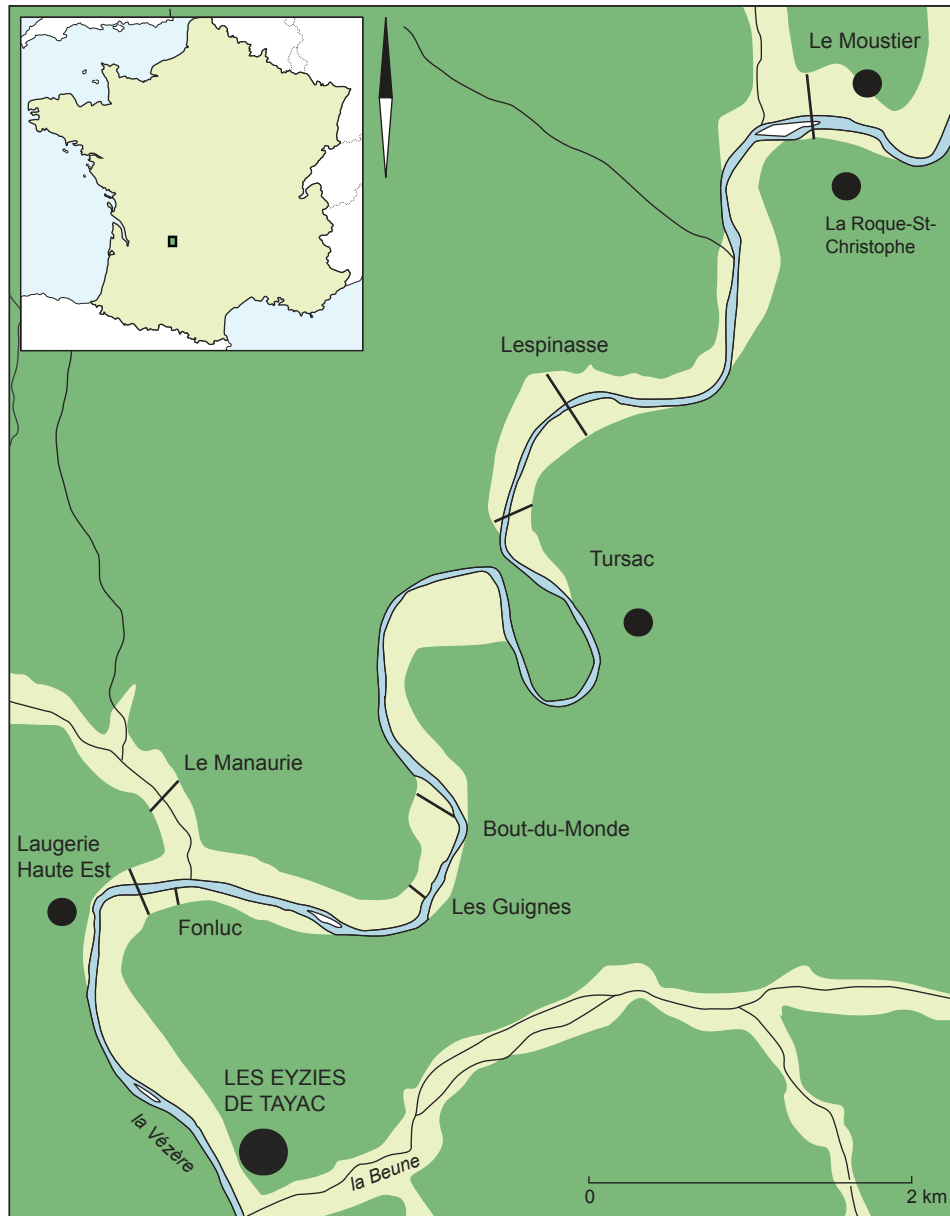 Le Moustier
La Roque-St-
Christophe
Lespinasse
Tursac
Le Manaurie
Bout-du-Monde
Laugerie
Haute Est
Les Guignes
Fonluc
LES EYZIES
DE TAYAC
la Vézère
la Beune
0
2 km